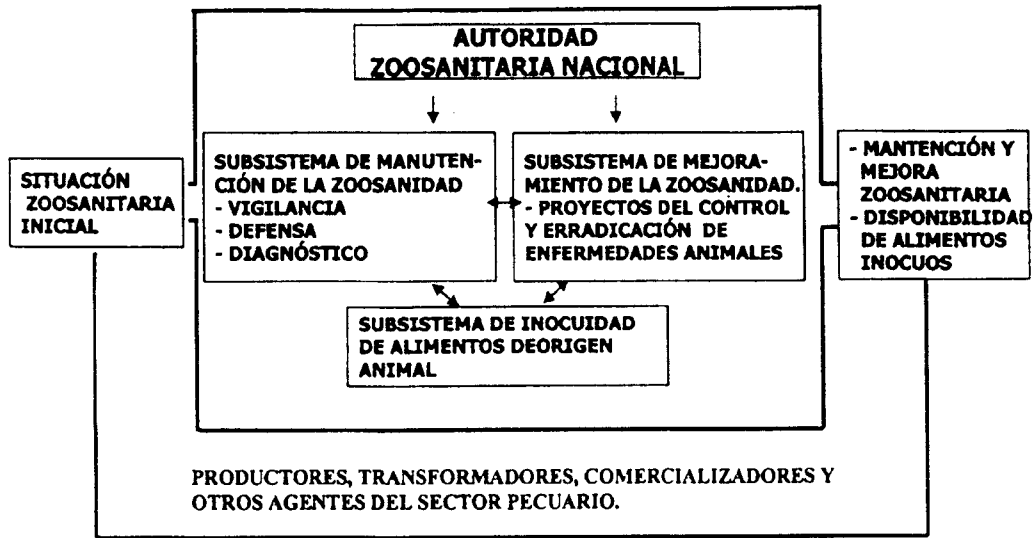 AUTORIDAD
ZOOSANITARIA NACIONAL
SITUACIÓN
ZOOSANITARIA
INICIAL
SUBSISTEMA DE MANUTEN-
CIÓN DE LA ZOOSANIDAD
- VIGILANCIA
- DEFENSA
- DIAGNÓSTICO
SUBSISTEMA DE MEJORA-
MIENTO DE LA ZOOSANIDAD.
- PROYECTOS DEL CONTROL
Y ERRADICACIÓN DE
ENFERMEDADES ANIMALES
- MANTENCIÓN Y
MEJORA
ZOOSANITARIA
- DISPONIBILIDAD
DE ALIMENTOS
INOCUOS
SUBSISTEMA DE INOCUIDAD
DE ALIMENTOS DEORIGEN
ANIMAL
PRODUCTORES, TRANSFORMADORES, COMERCIALIZADORES Y
OTROS AGENTES DEL SECTOR PECUARIO.